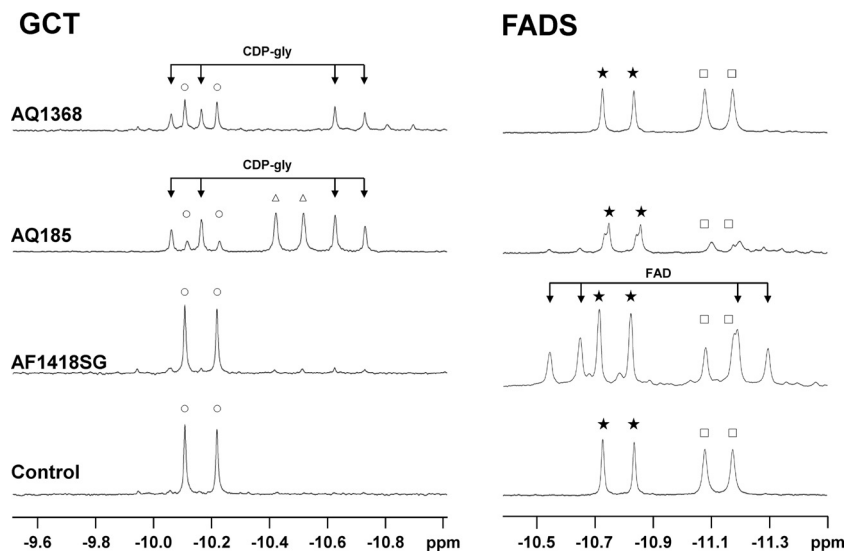 GCT FADS
CDP-gly
AQ1368
CDP-gly
AQ185
FAD
AF1418SG
Control
-9.6 -9.8 -10.0 -10.2 -10.4 -10.6 -10.8 ppm
-10.5 -10.7 -10.9 -11.1 -11.3 ppm